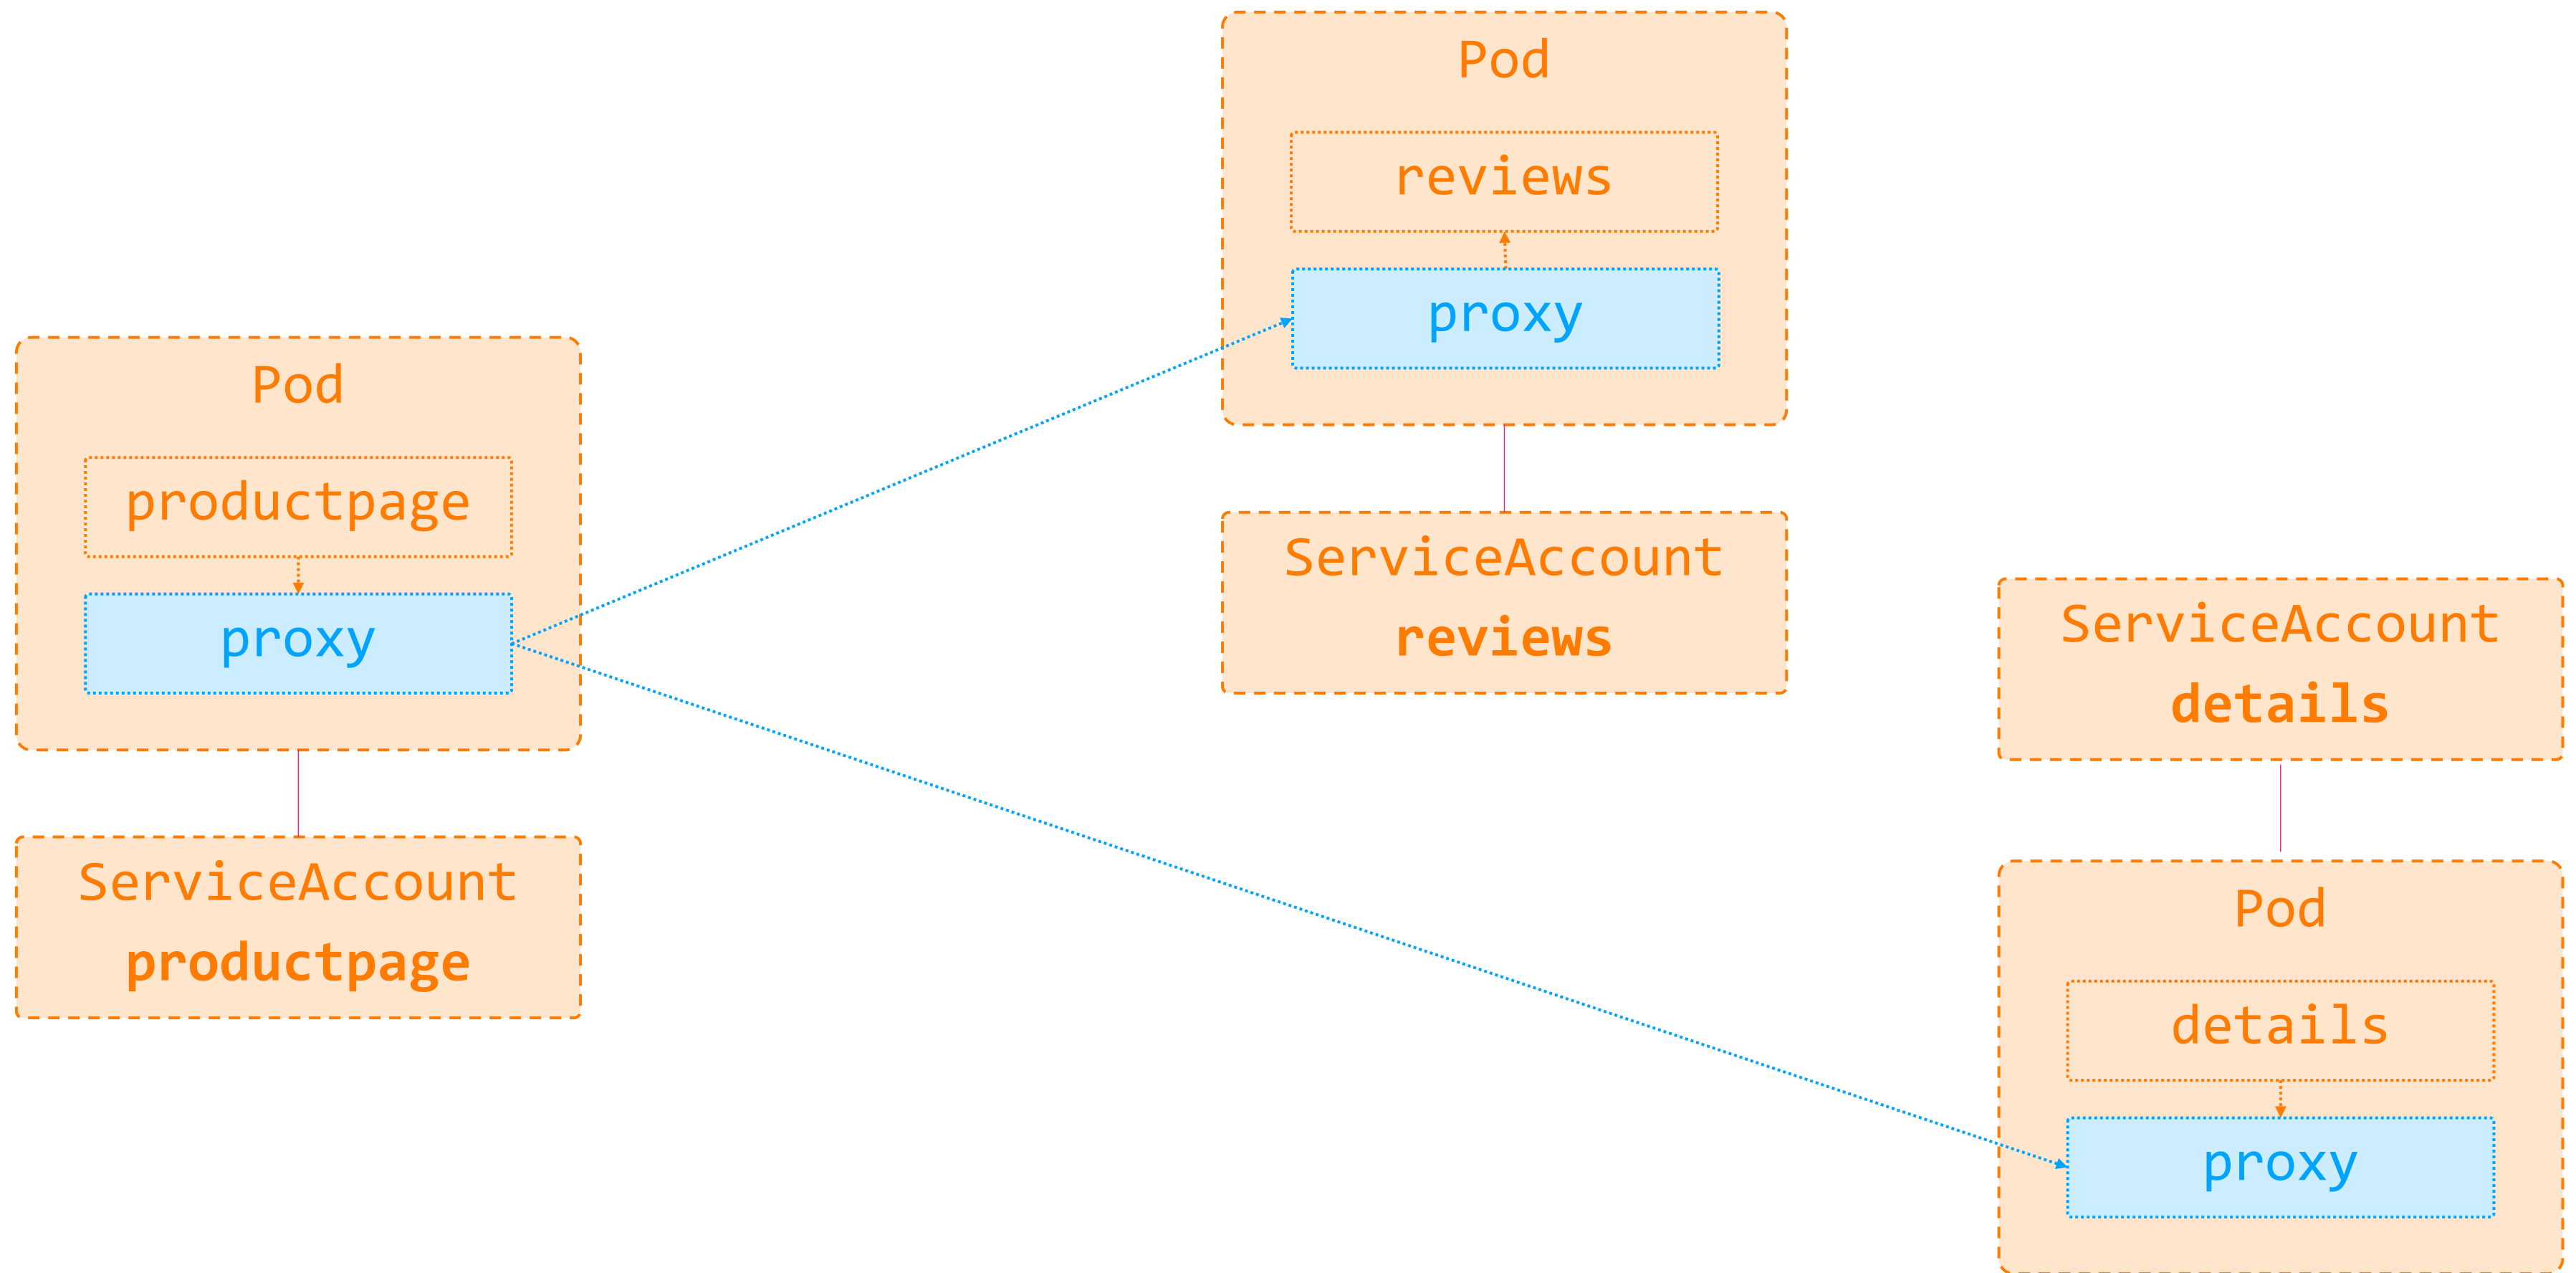 Pod
productpage
proxy
ServiceAccount
productpage
Pod
reviews
proxy
ServiceAccount
reviews
ServiceAccount
details
Pod
details
proxy